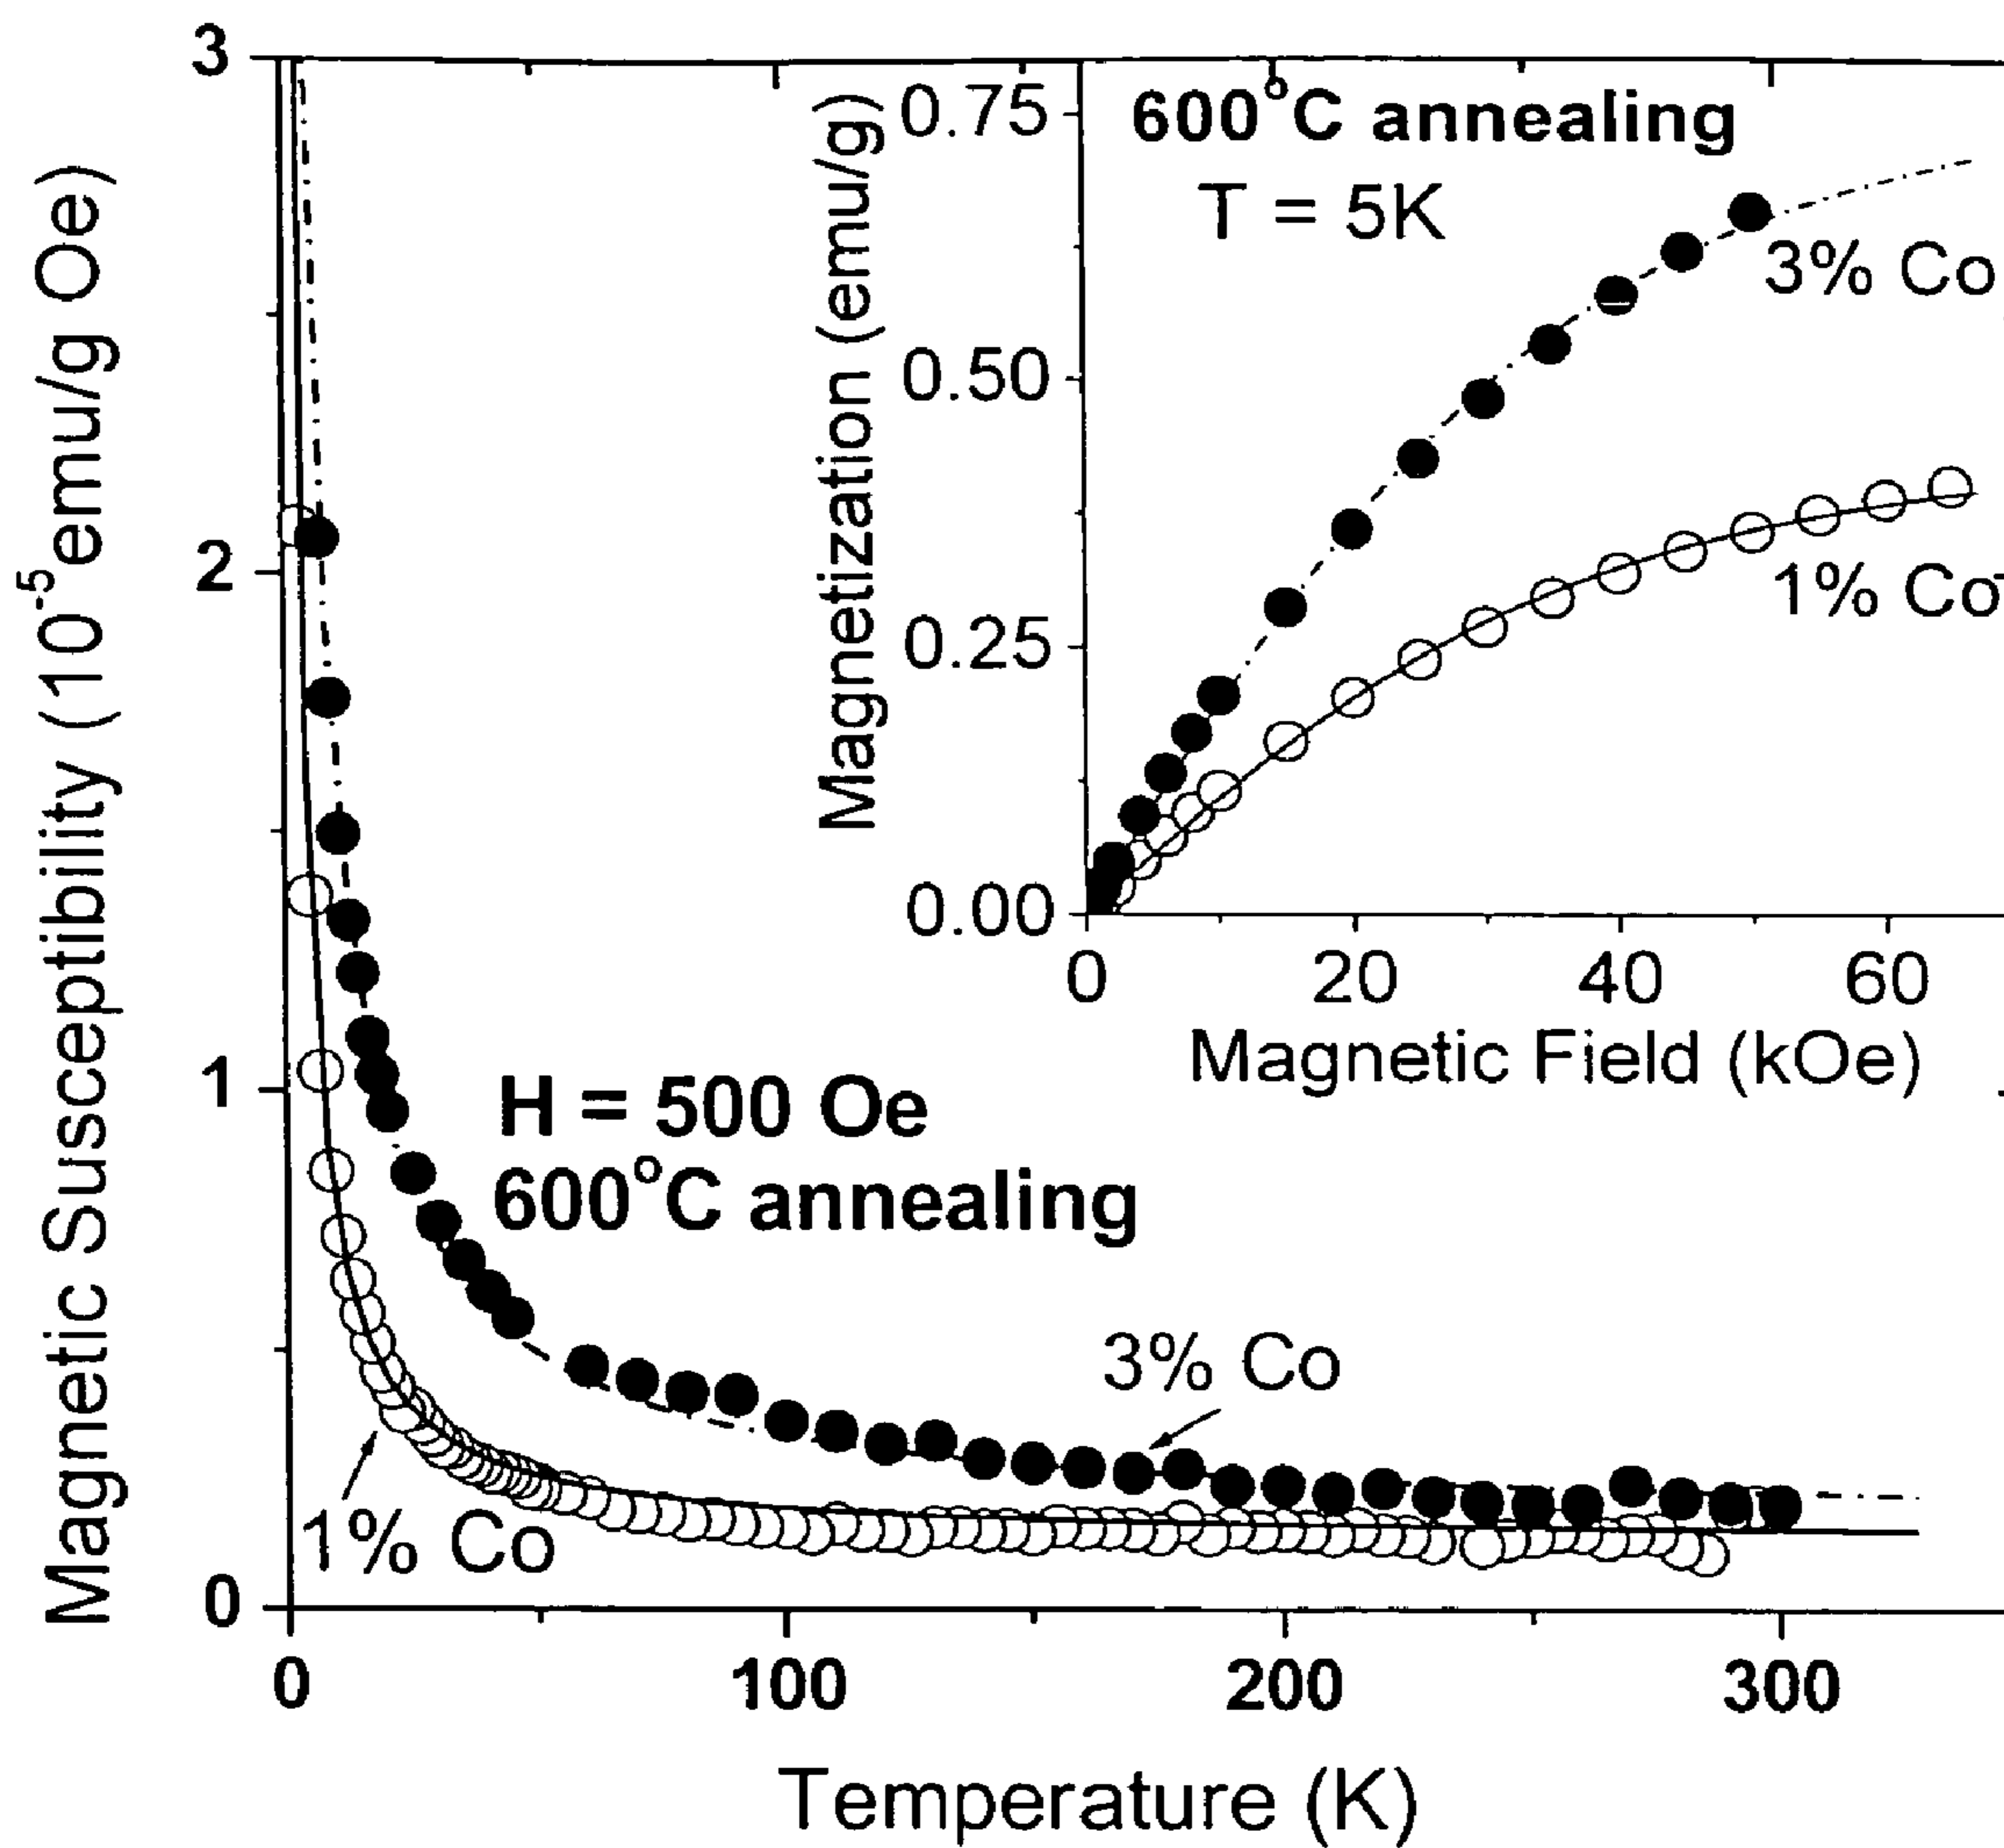 Magnetic Susceptibility (10⁻⁵ emu/g Oe)
3
2
1
0
0
100
200
300
Temperature (K)
H = 500 Oe
600°C annealing
3% Co
1% Co
Magnetization (emu/g)
0.75
0.50
0.25
0.00
0
20
40
60
Magnetic Field (kOe)
600°C annealing
T = 5K
3% Co
1% Co